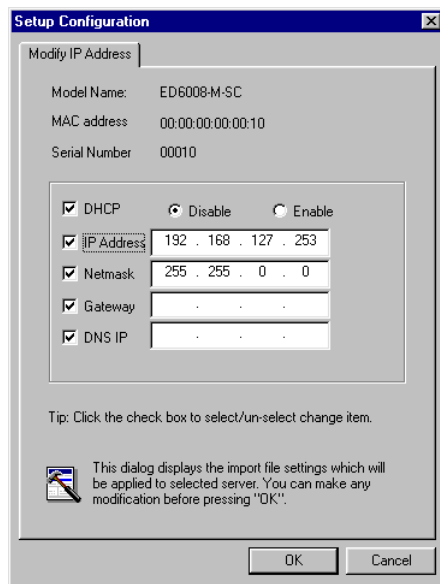 Setup Configuration
Modify IP Address
Model Name: ED6008-M-SC
MAC address 00:00:00:00:00:10
Serial Number 00010
DHCP Disable Enable
IP Address 192 . 168 . 127 . 253
Netmask 255 . 255 . 0 . 0
Gateway . . .
DNS IP . . .
Tip: Click the check box to select/un-select change item.
This dialog displays the import file settings which will
be applied to selected server. You can make any
modification before pressing "OK".
OK Cancel